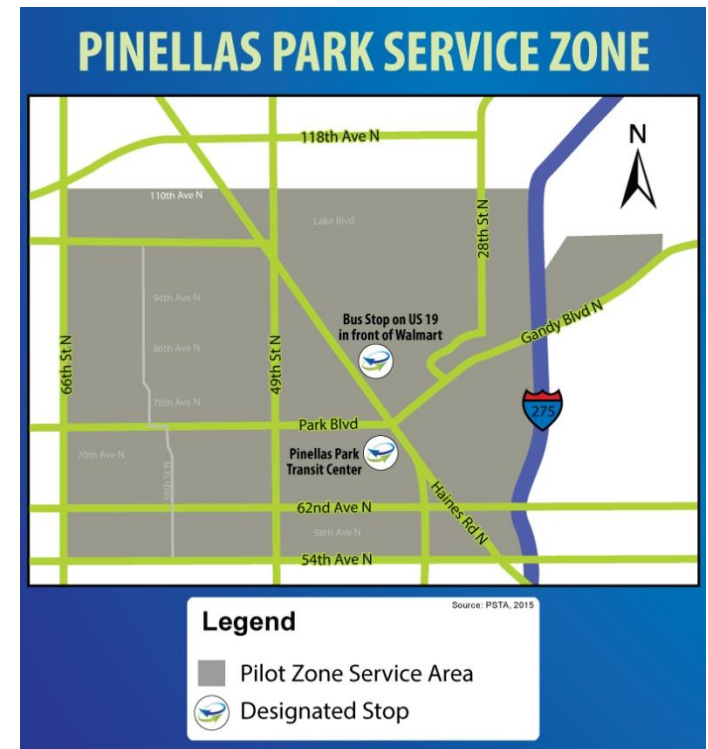 PINELLAS PARK SERVICE ZONE
118th Ave N
N
110th Ave N
Lake Blvd
28th St N
94th Ave N
Bus Stop on US 19
in front of Walmart
Gandy Blvd N
66th St N
49th St N
86th Ave N
78th Ave N
275
Park Blvd
70th Ave N
Pinellas Park
Transit Center
58th St N
Haines Rd N
62nd Ave N
58th Ave N
54th Ave N
Source: PSTA, 2015
Legend
Pilot Zone Service Area
Designated Stop